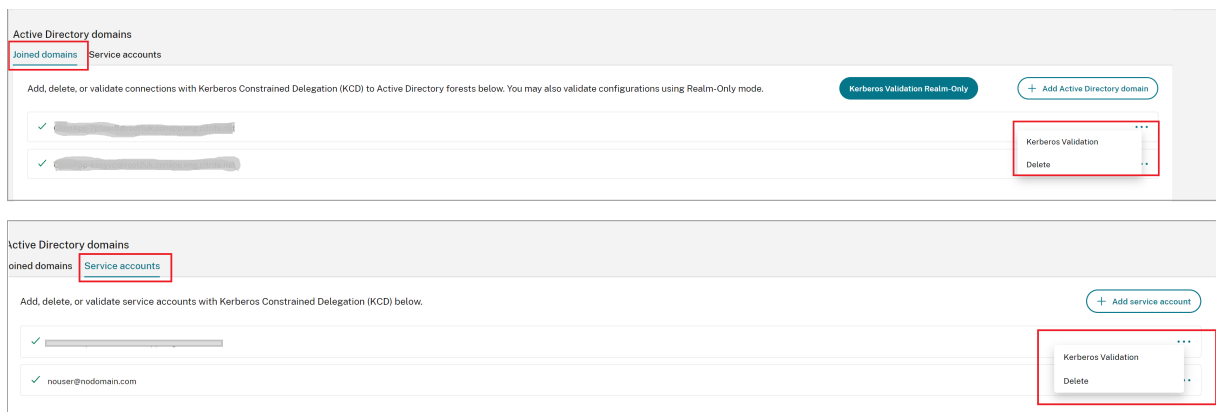 Active Directory domains
Joined domains Service accounts
Add, delete, or validate connections with Kerberos Constrained Delegation (KCD) to Active Directory forests below. You may also validate configurations using Realm-Only mode. Kerberos Validation Realm-Only + Add Active Directory domain
Kerberos Validation
Delete
Active Directory domains
oined domains Service accounts
Add, delete, or validate service accounts with Kerberos Constrained Delegation (KCD) below. + Add service account
Kerberos Validation
nouser@nodomain.com Delete